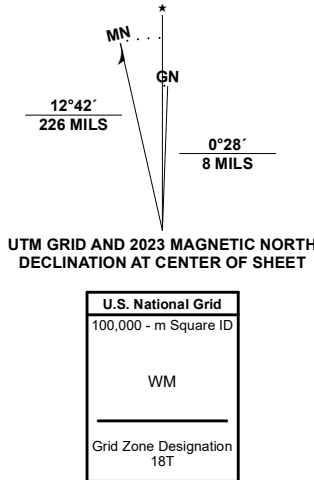 ★
MN
GN
12°42´
226 MILS
0°28´
8 MILS
UTM GRID AND 2023 MAGNETIC NORTH
DECLINATION AT CENTER OF SHEET
U.S. National Grid
100,000 - m Square ID
WM
Grid Zone Designation
18T